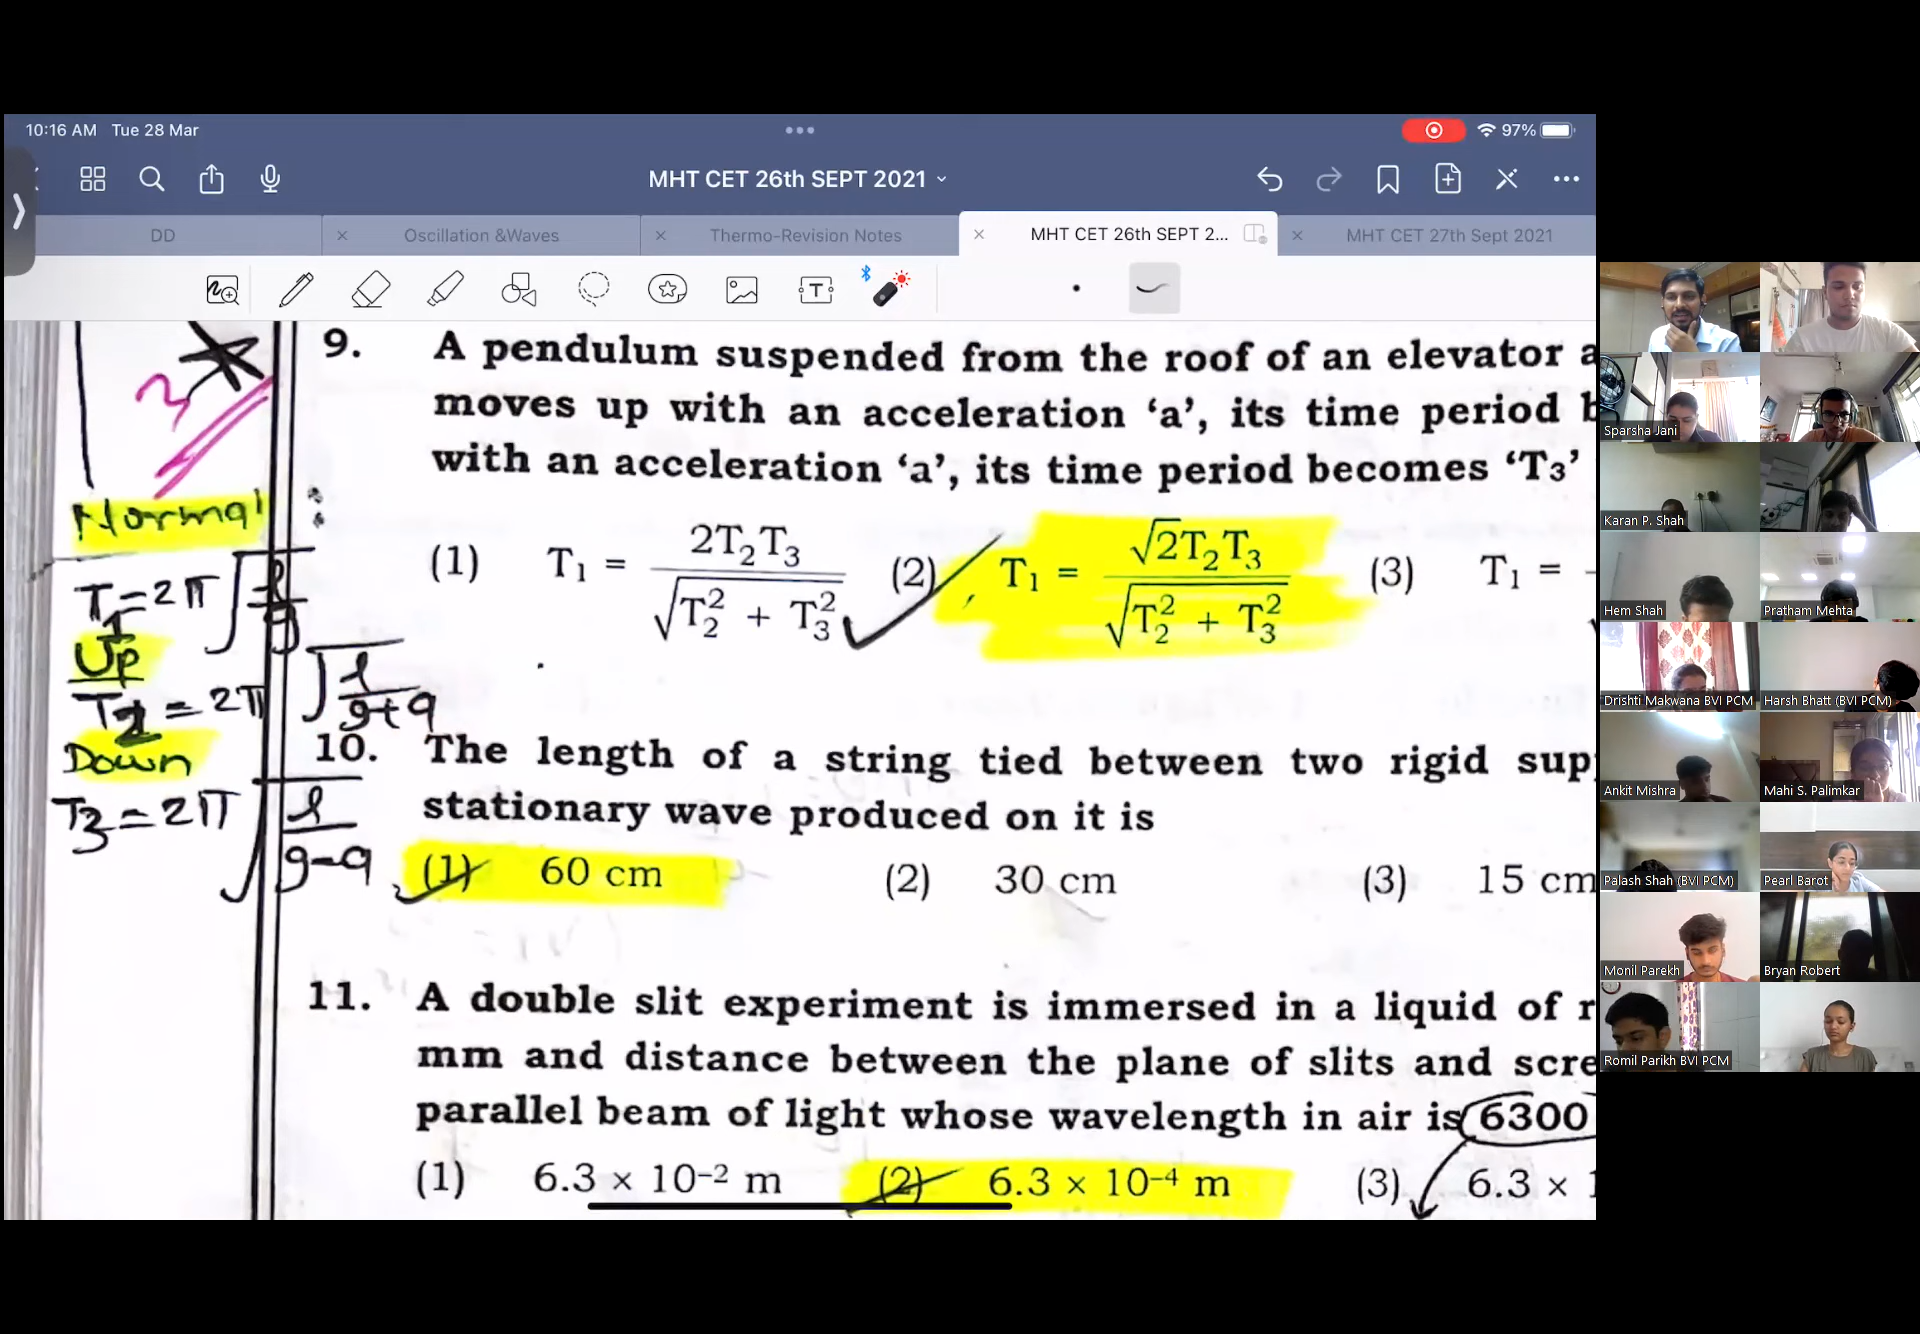 10:16 AM Tue 28 Mar
97%
MHT CET 26th SEPT 2021
DD
Oscillation &Waves
Thermo-Revision Notes
MHT CET 26th SEPT 2...
MHT CET 27th Sept 2021
9. A pendulum suspended from the roof of an elevator a
moves up with an acceleration ‘a’, its time period b
with an acceleration ‘a’, its time period becomes ‘T₃’
(1) T₁ = 2T₂T₃ / √(T₂² + T₃²) (2) T₁ = √2T₂T₃ / √(T₂² + T₃²) (3) T₁ =
Normal
T₁ = 2π √(l/g)
Up
T₂ = 2π √(l/(g+a))
Down
T₃ = 2π √(l/(g-a))
10. The length of a string tied between two rigid sup
stationary wave produced on it is
(1) 60 cm (2) 30 cm (3) 15 cm
11. A double slit experiment is immersed in a liquid of r
mm and distance between the plane of slits and scre
parallel beam of light whose wavelength in air is 6300
(1) 6.3 × 10⁻² m (2) 6.3 × 10⁻⁴ m (3) 6.3 ×
Sparsha Jani
Karan P. Shah
Hem Shah
Pratham Mehta
Drishti Makwana BVI PCM
Harsh Bhatt (BVI PCM)
Ankit Mishra
Mahi S. Palimkar
Palash Shah (BVI PCM)
Pearl Barot
Monil Parekh
Bryan Robert
Romil Parikh BVI PCM